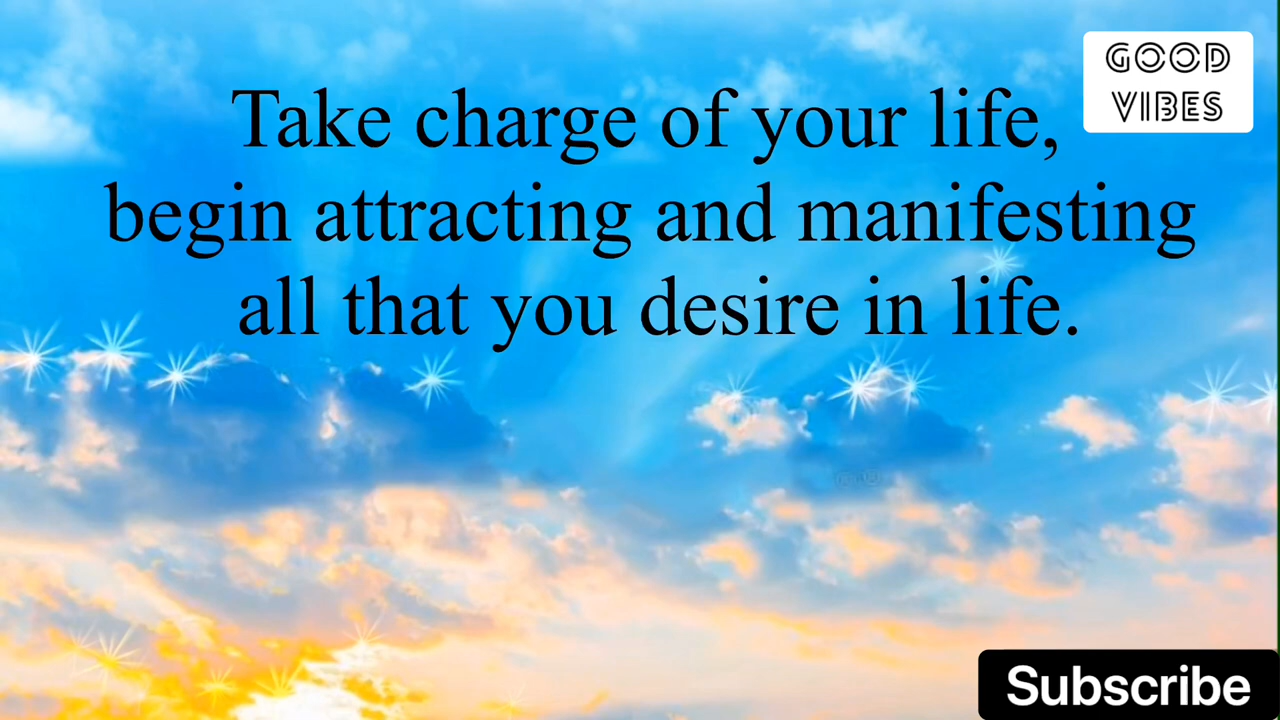 GOOD
VIBES
Take charge of your life,
begin attracting and manifesting
all that you desire in life.
Subscribe